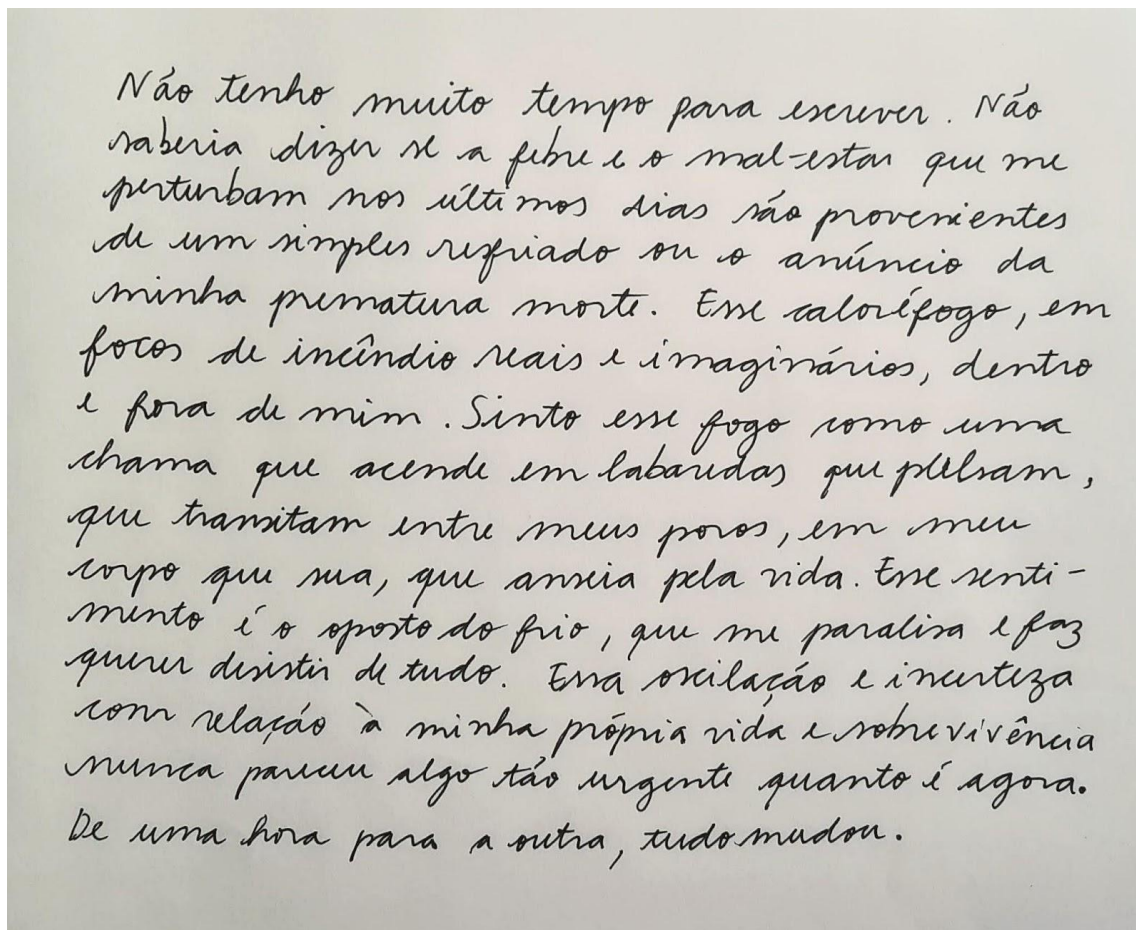 Não tenho muito tempo para escrever. Não
saberia dizer se a febre e o mal-estar que me
perturbam nos últimos dias são provenientes
de um simples resfriado ou o anúncio da
minha prematura morte. Esse calor é fogo, em
focos de incêndio reais e imaginários, dentro
e fora de mim. Sinto esse fogo como uma
chama que acende em labaredas que pulsam,
que transitam entre meus poros, em meu
corpo que sua, que anseia pela vida. Esse senti-
mento é o oposto do frio, que me paralisa e faz
querer desistir de tudo. Essa oscilação e incerteza
com relação à minha própria vida e sobrevivência
nunca pareceu algo tão urgente quanto é agora.
De uma hora para a outra, tudo mudou.